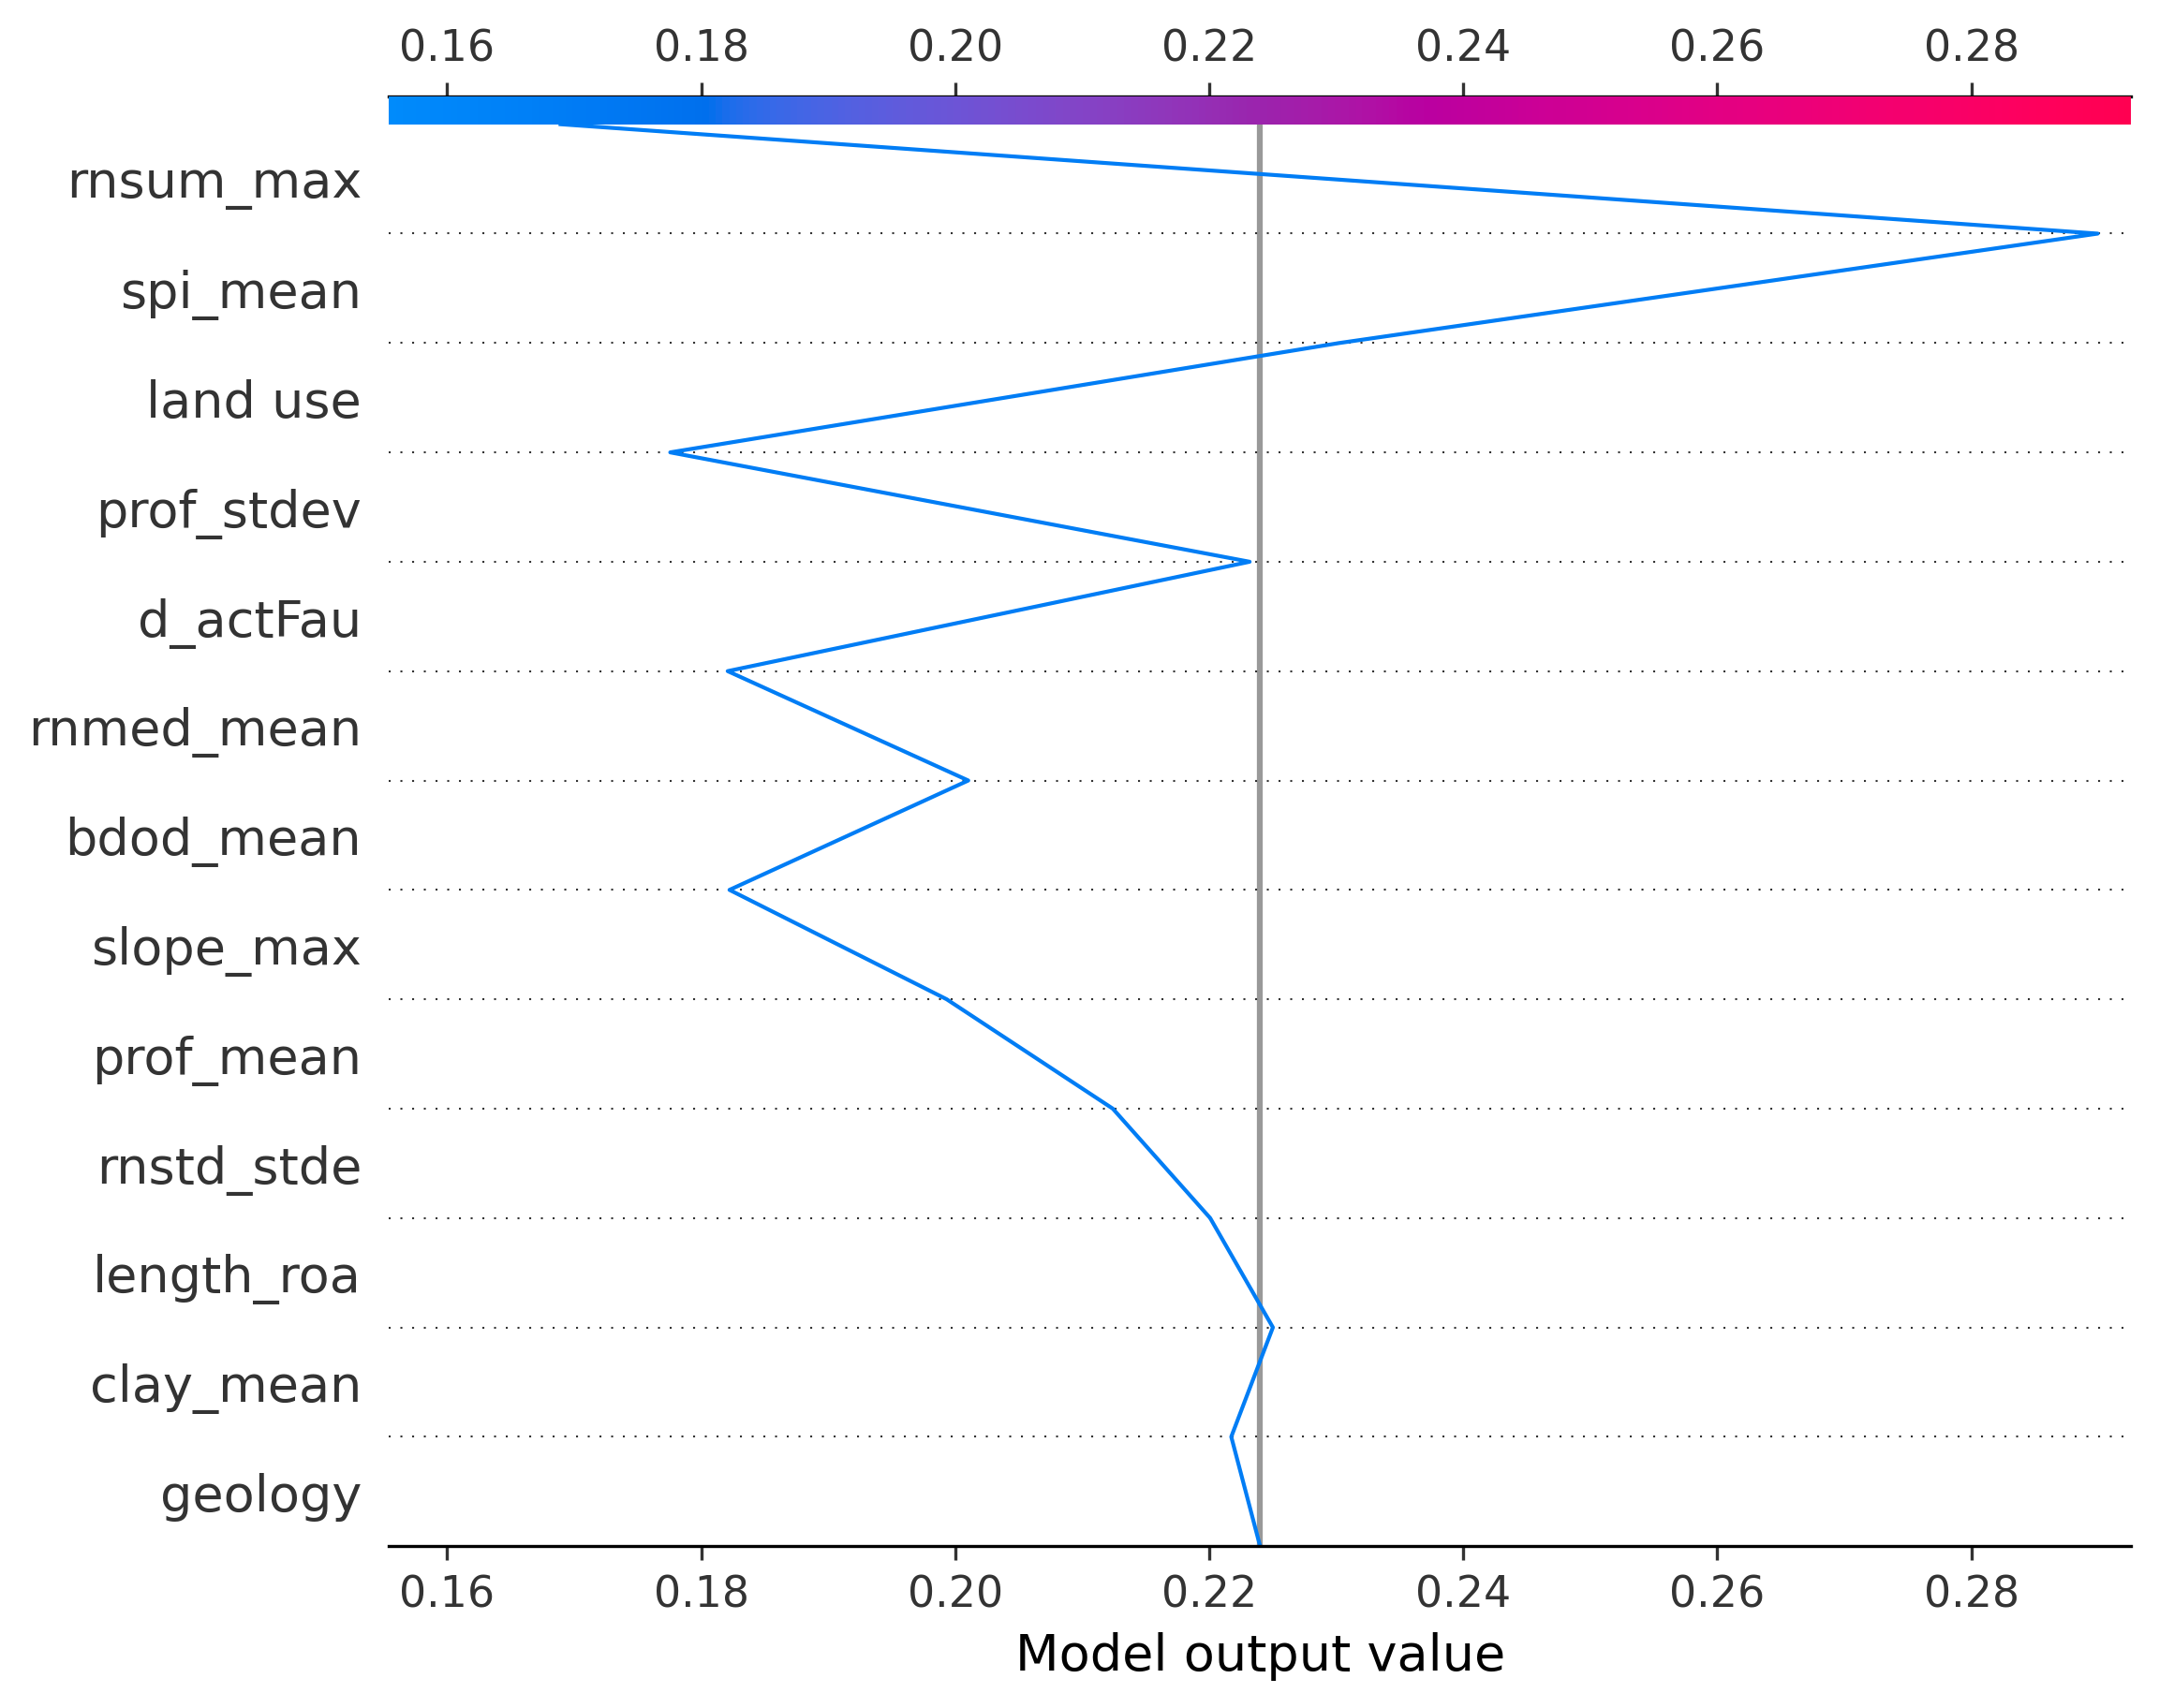 0.16 0.18 0.20 0.22 0.24 0.26 0.28
rnsum_max
spi_mean
land use
prof_stdev
d_actFau
rnmed_mean
bdod_mean
slope_max
prof_mean
rnstd_stde
length_roa
clay_mean
geology
0.16 0.18 0.20 0.22 0.24 0.26 0.28
Model output value